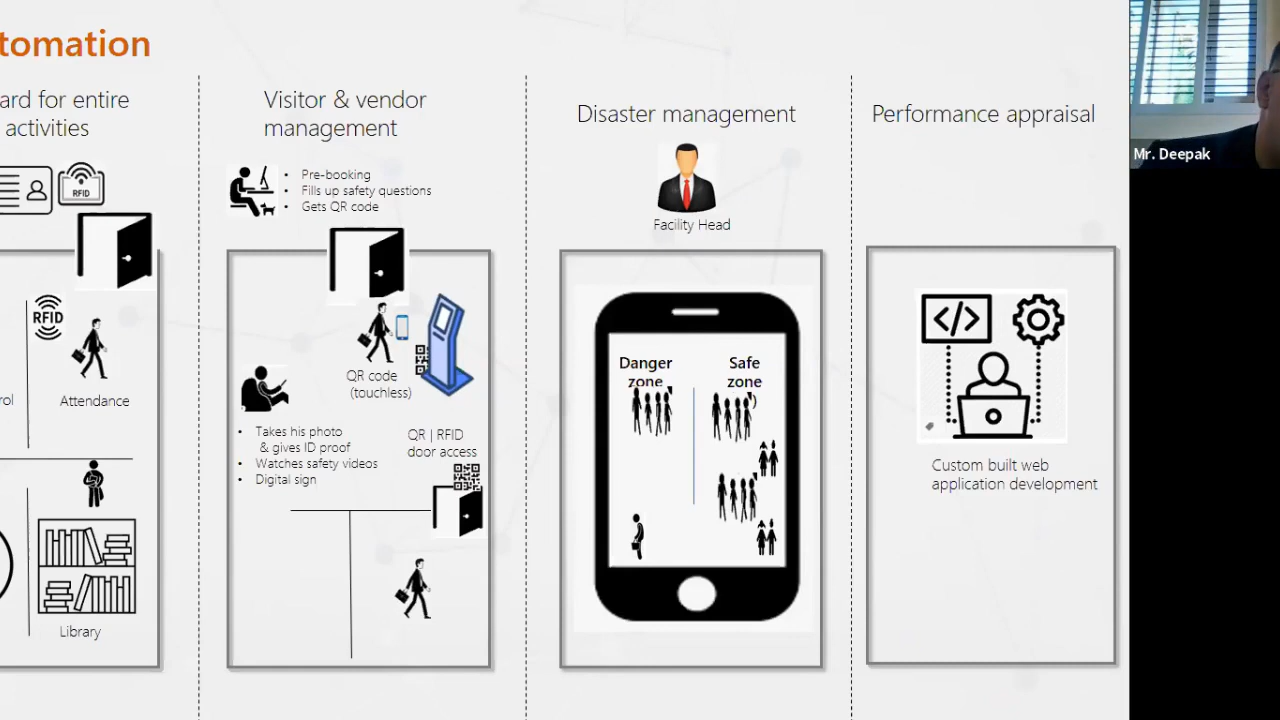 tomation
ard for entire
activities
RFID
RFID
rol
Attendance
Library
Visitor & vendor
management
• Pre-booking
• Fills up safety questions
• Gets QR code
QR code
(touchless)
• Takes his photo
& gives ID proof
• Watches safety videos
• Digital sign
QR | RFID
door access
Disaster management
Facility Head
Danger
zone
Safe
zone
Performance appraisal
</>
Custom built web
application development
Mr. Deepak